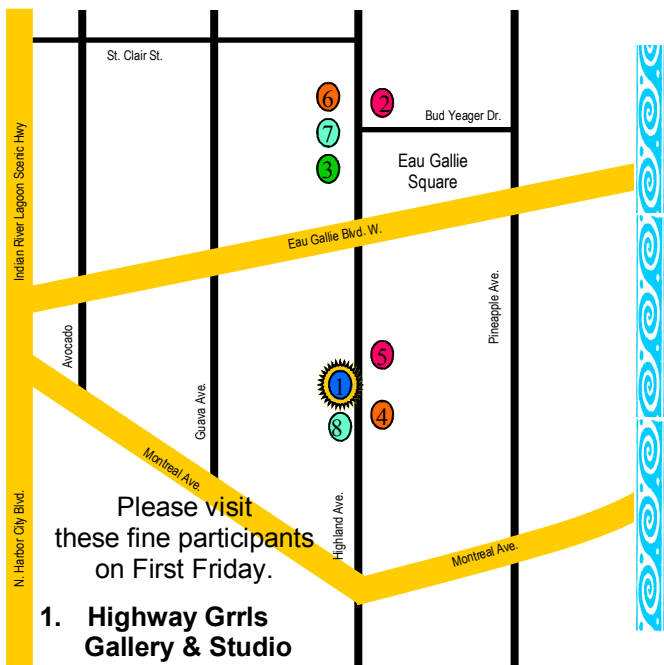 St. Clair St.
6
2
Bud Yeager Dr.
7
3
Eau Gallie
Square
Indian River Lagoon Scenic Hwy
Eau Gallie Blvd. W.
Pineapple Ave.
Avocado
5
1
Guava Ave.
4
8
Montreal Ave.
Highland Ave.
Montreal Ave.
N. Harbor City Blvd.
Please visit
these fine participants
on First Friday.
1. Highway Grrls
Gallery & Studio